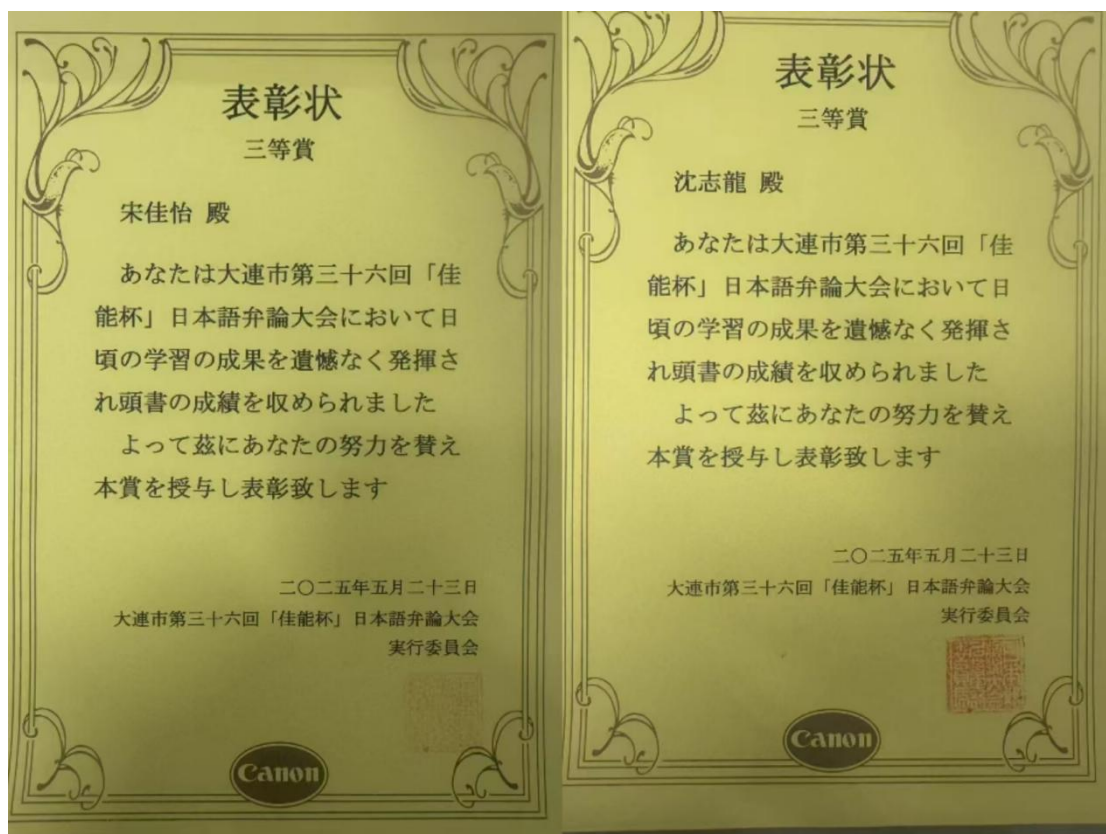 表彰状
三等賞
宋佳怡 殿
あなたは大連市第三十六回「佳
能杯」日本語弁論大会において日
頃の学習の成果を遺憾なく発揮さ
れ頭書の成績を収められました
よって茲にあなたの努力を賛え
本賞を授与し表彰致します
二〇二五年五月二十三日
大連市第三十六回「佳能杯」日本語弁論大会
実行委員会
Canon
表彰状
三等賞
沈志龍 殿
あなたは大連市第三十六回「佳
能杯」日本語弁論大会において日
頃の学習の成果を遺憾なく発揮さ
れ頭書の成績を収められました
よって茲にあなたの努力を賛え
本賞を授与し表彰致します
二〇二五年五月二十三日
大連市第三十六回「佳能杯」日本語弁論大会
実行委員会
Canon